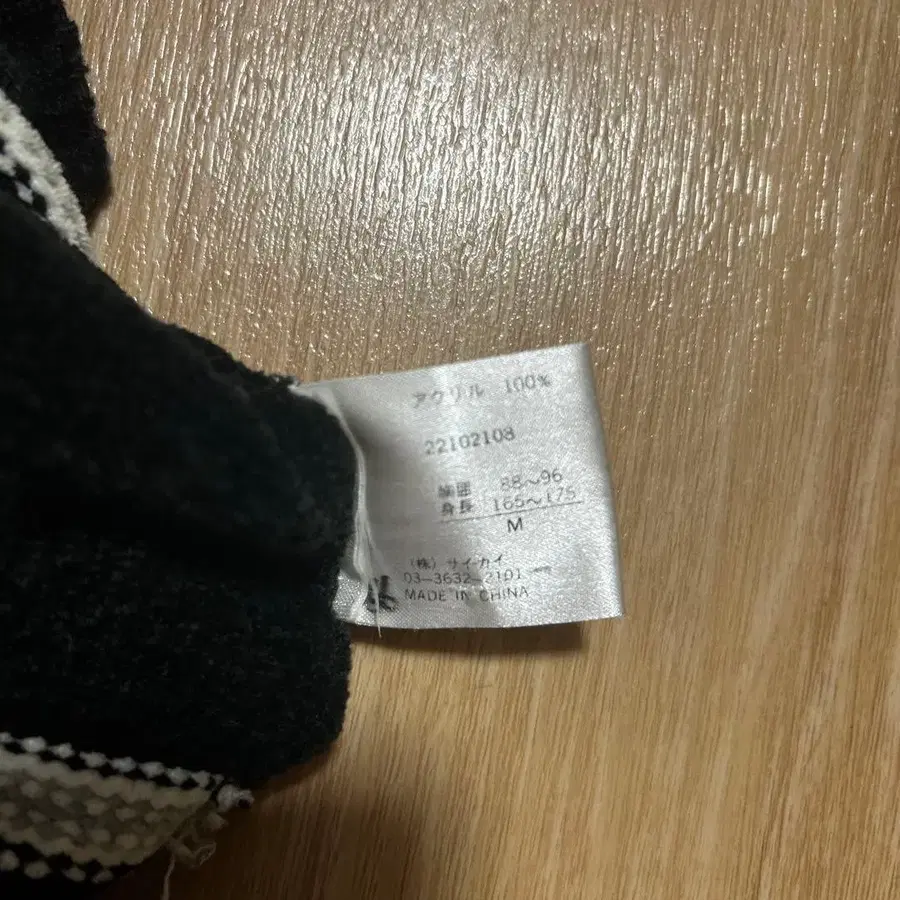 アクリル 100%
22102108
胸囲 88〜96
身長 165〜175
M
(株) サイカイ
03-3632-2101
MADE IN CHINA